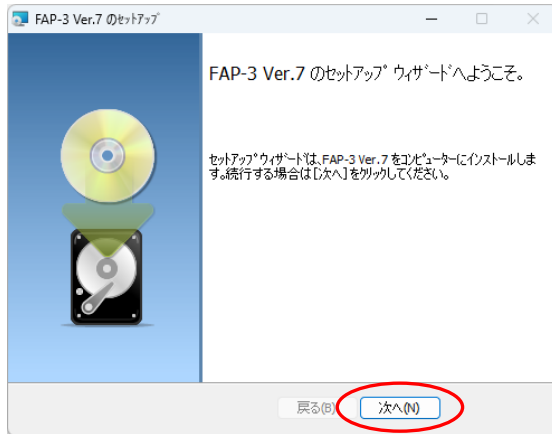 FAP-3 Ver.7 のｾｯﾄｱｯﾌﾟ
FAP-3 Ver.7 のｾｯﾄｱｯﾌﾟ ｳｨｻﾞｰﾄﾞへようこそ。
ｾｯﾄｱｯﾌﾟｳｨｻﾞｰﾄﾞは、FAP-3 Ver.7 をｺﾝﾋﾟｭｰﾀｰにインストールしま
す。続行する場合は[次へ]をｸﾘｯｸしてください。
戻る(B)
次へ(N)